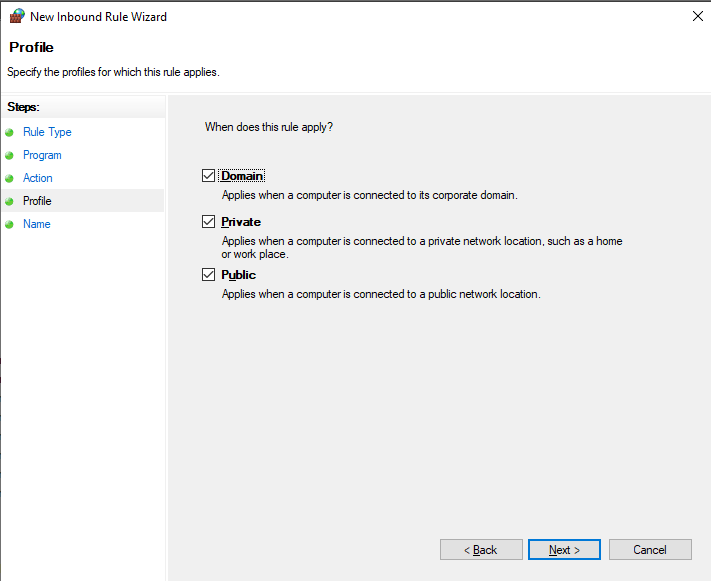 New Inbound Rule Wizard
Profile
Specify the profiles for which this rule applies.
Steps:
Rule Type
Program
Action
Profile
Name
When does this rule apply?
Domain
Applies when a computer is connected to its corporate domain.
Private
Applies when a computer is connected to a private network location, such as a home
or work place.
Public
Applies when a computer is connected to a public network location.
< Back
Next >
Cancel